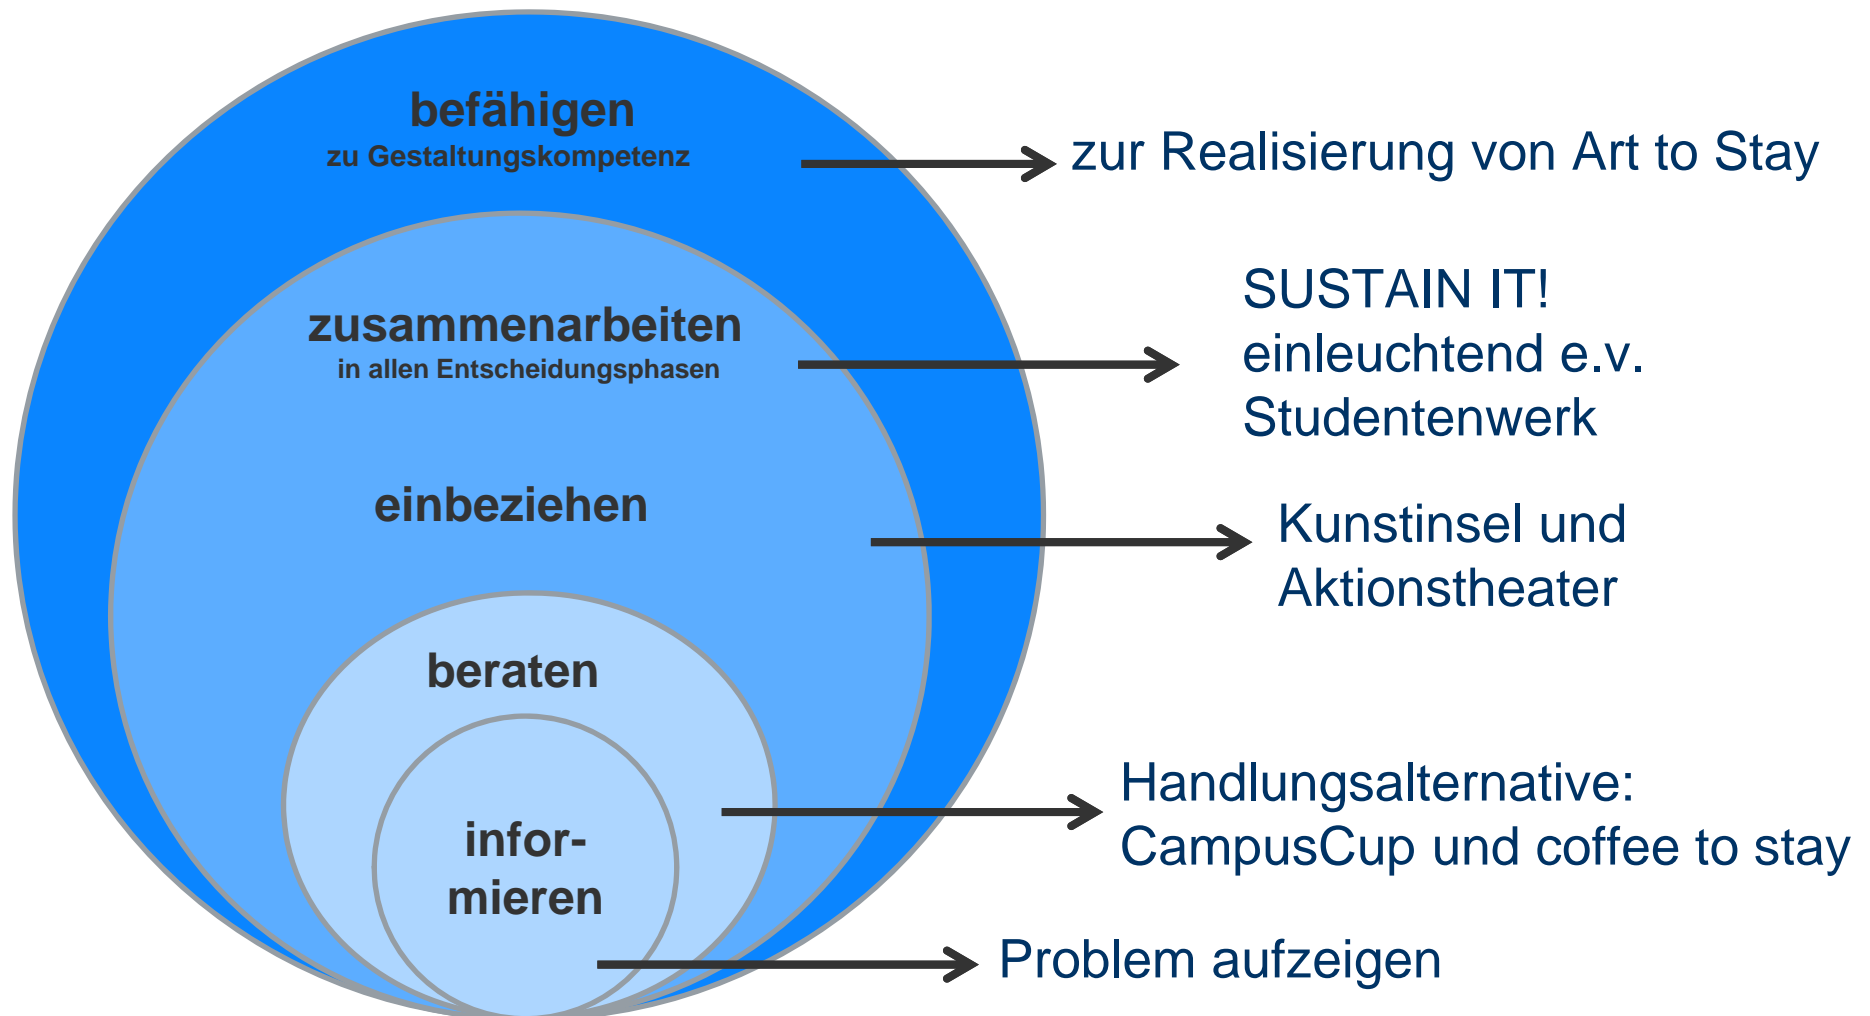 befähigen
zu Gestaltungskompetenz
zur Realisierung von Art to Stay
zusammenarbeiten
in allen Entscheidungsphasen
SUSTAIN IT!
einleuchtend e.v.
Studentenwerk
einbeziehen
Kunstinsel und
Aktionstheater
beraten
Handlungsalternative:
CampusCup und coffee to stay
infor-
mieren
Problem aufzeigen